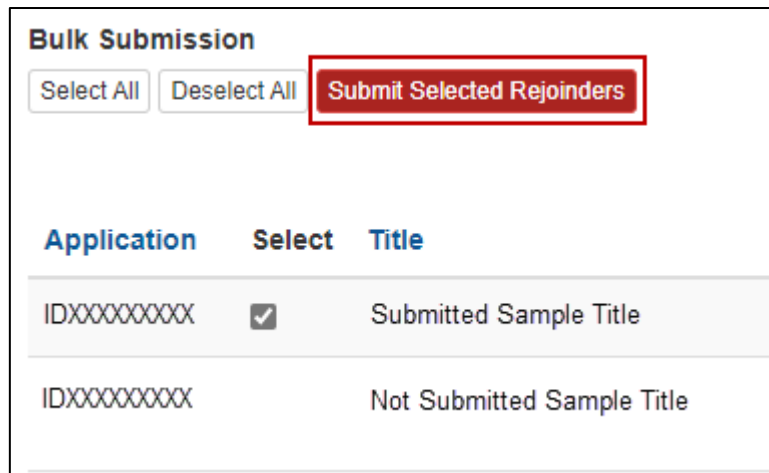 Bulk Submission
Select All Deselect All Submit Selected Rejoinders
Application Select Title
IDXXXXXXXXX Submitted Sample Title
IDXXXXXXXXX Not Submitted Sample Title